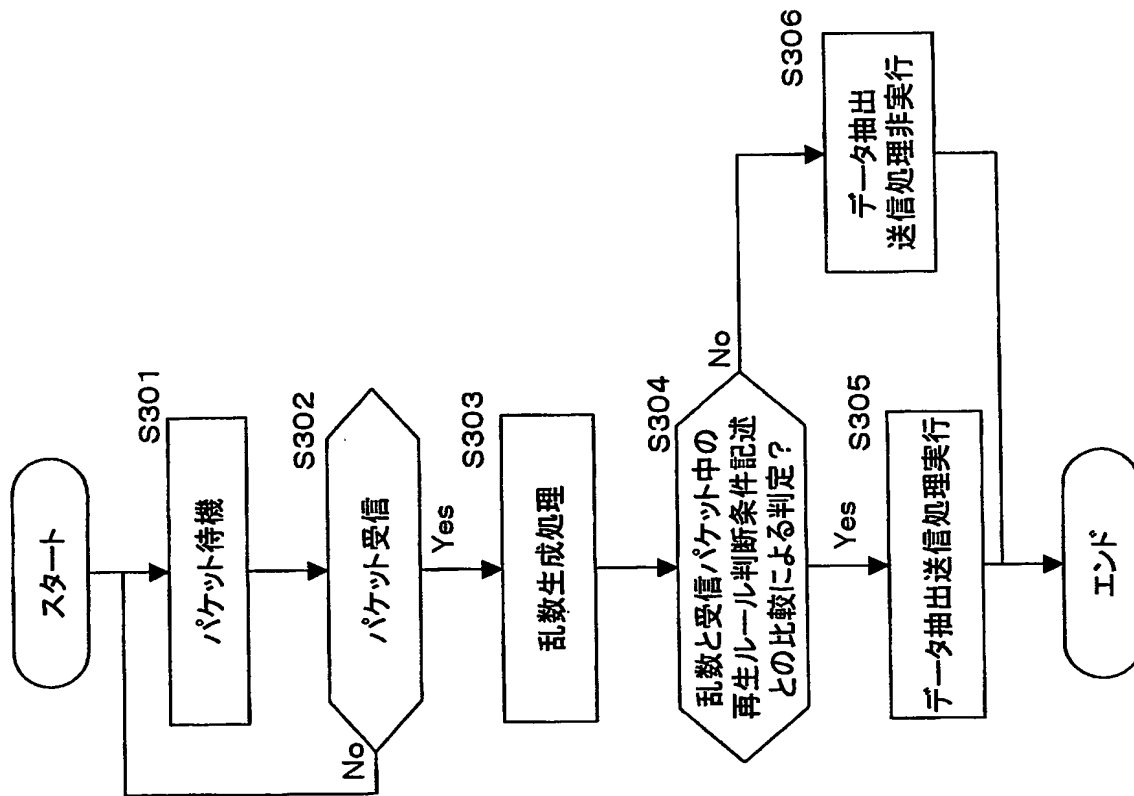 スタート
S301
パケット待機
S302
パケット受信
No
Yes
S303
乱数生成処理
S304
乱数と受信パケット中の
再生ルール判断条件記述
との比較による判定?
No
Yes
S305
データ抽出送信処理実行
S306
データ抽出
送信処理非実行
エンド